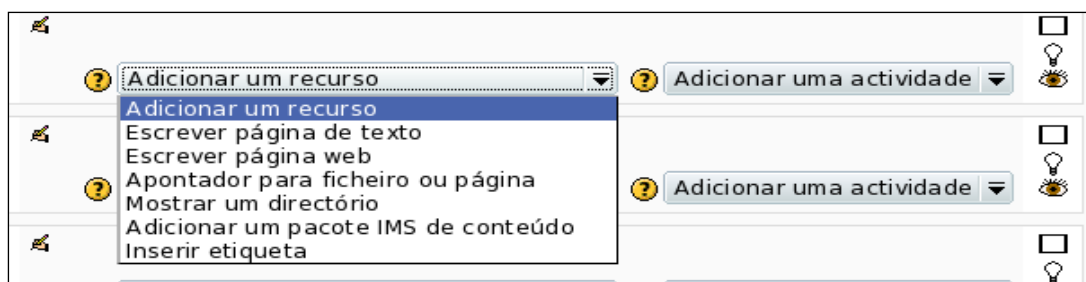 ? Adicionar um recurso ? Adicionar uma actividade
Adicionar um recurso
Escrever página de texto
Escrever página web
Apontador para ficheiro ou página
? ? Adicionar uma actividade
Mostrar um directório
Adicionar um pacote IMS de conteúdo
Inserir etiqueta